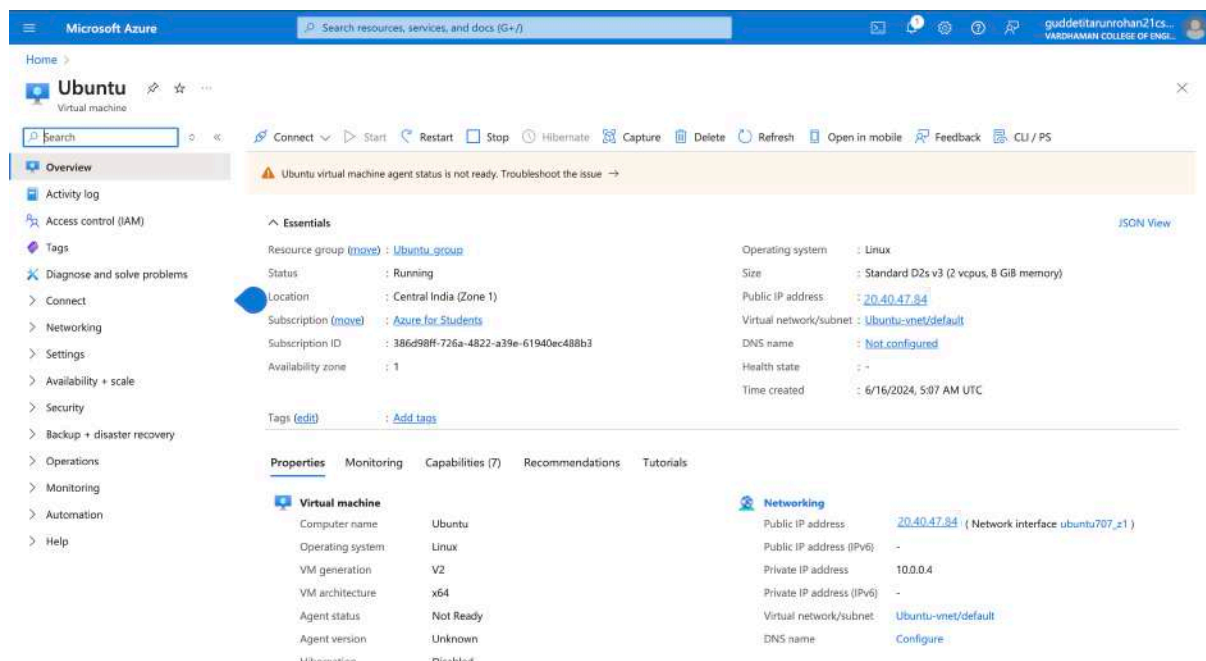 Microsoft Azure
Search resources, services, and docs (G+/)
guddetitarunrohan21cs...
VARDHAMAN COLLEGE OF ENGI...
Home >
Ubuntu
Virtual machine
Search
Connect Start Restart Stop Hibernate Capture Delete Refresh Open in mobile Feedback CLI / PS
Overview
Activity log
Access control (IAM)
Tags
Diagnose and solve problems
Connect
Networking
Settings
Availability + scale
Security
Backup + disaster recovery
Operations
Monitoring
Automation
Help
Ubuntu virtual machine agent status is not ready. Troubleshoot the issue →
Essentials
JSON View
Resource group (move) : Ubuntu_group
Status : Running
Location : Central India (Zone 1)
Subscription (move) : Azure for Students
Subscription ID : 386d98ff-726a-4822-a39e-61940ec488b3
Availability zone : 1
Operating system : Linux
Size : Standard D2s v3 (2 vcpus, 8 GiB memory)
Public IP address : 20.40.47.84
Virtual network/subnet : Ubuntu-vnet/default
DNS name : Not configured
Health state : -
Time created : 6/16/2024, 5:07 AM UTC
Tags (edit) : Add tags
Properties Monitoring Capabilities (7) Recommendations Tutorials
Virtual machine
Computer name Ubuntu
Operating system Linux
VM generation V2
VM architecture x64
Agent status Not Ready
Agent version Unknown
Hibernation Disabled
Networking
Public IP address 20.40.47.84 ( Network interface ubuntu707_z1 )
Public IP address (IPv6) -
Private IP address 10.0.0.4
Private IP address (IPv6) -
Virtual network/subnet Ubuntu-vnet/default
DNS name Configure